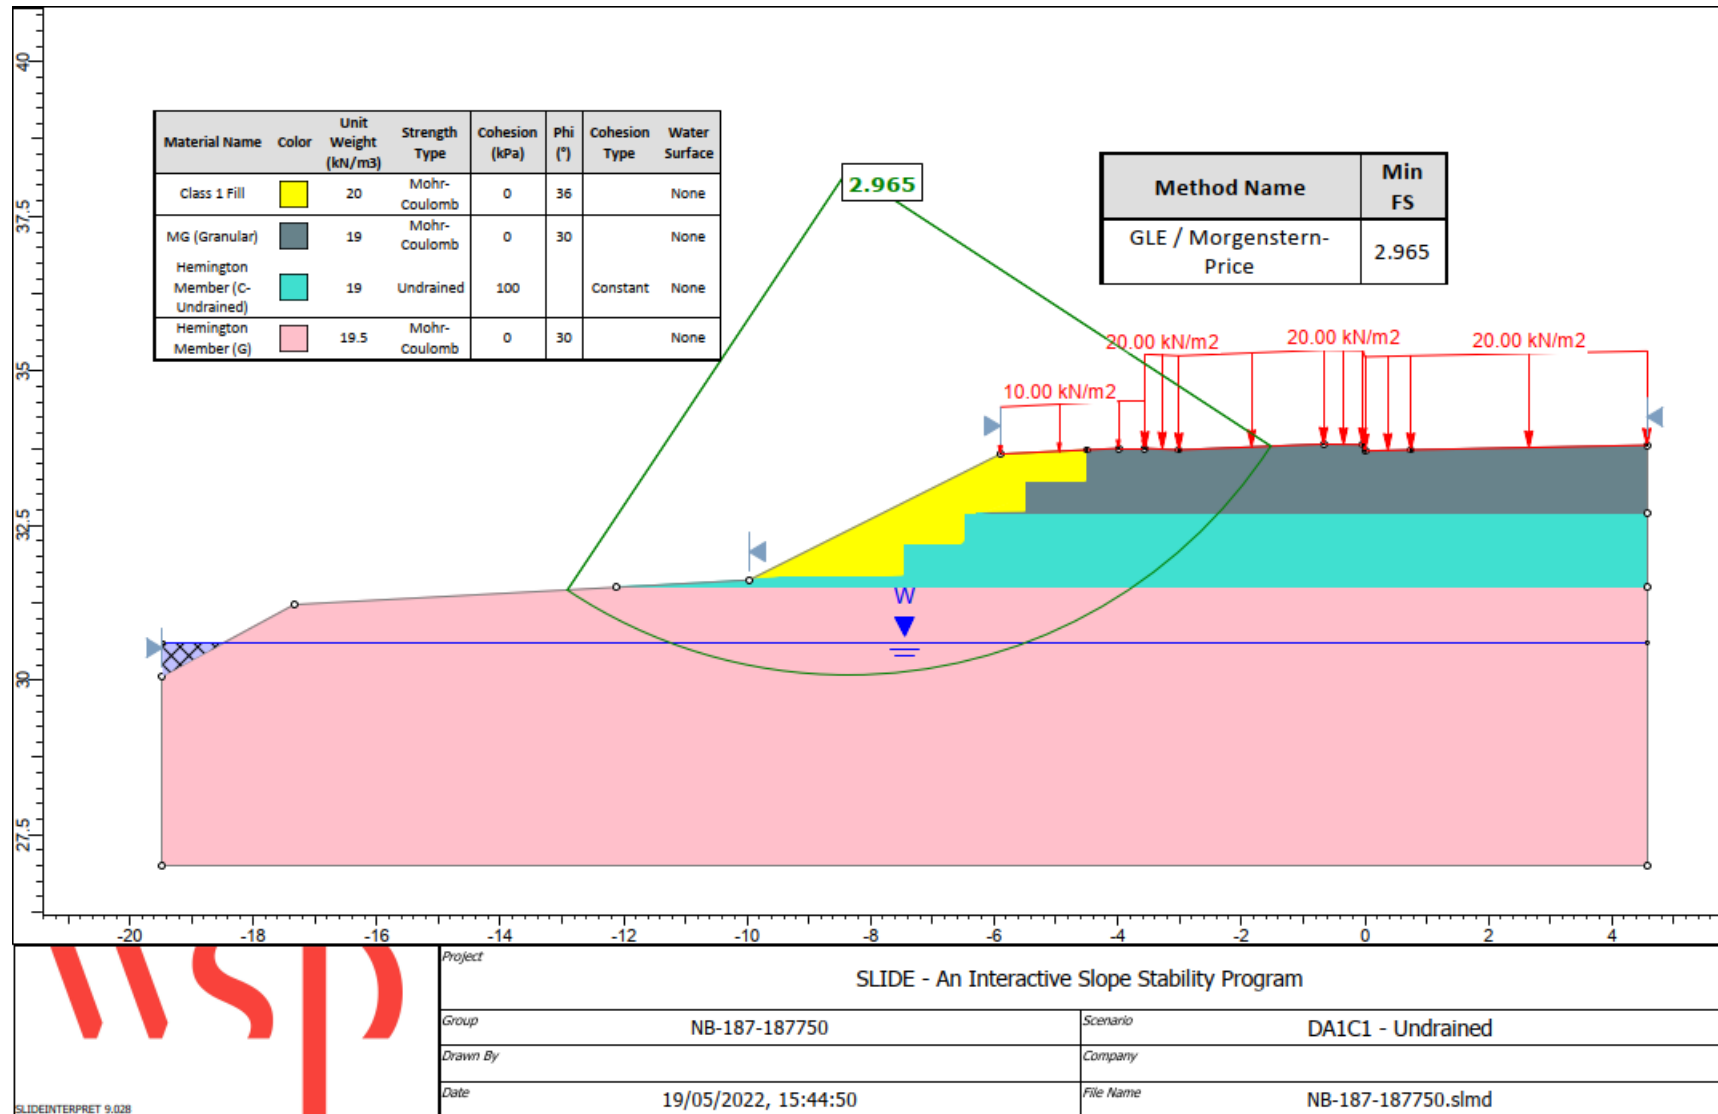 40
37.5
35
32.5
30
27.5
Material Name Color Unit Weight (kN/m3) Strength Type Cohesion (kPa) Phi (°) Cohesion Type Water Surface
Class 1 Fill 20 Mohr-Coulomb 0 36 None
MG (Granular) 19 Mohr-Coulomb 0 30 None
Hemington Member (C-Undrained) 19 Undrained 100 Constant None
Hemington Member (G) 19.5 Mohr-Coulomb 0 30 None
2.965
Method Name Min FS
GLE / Morgenstern-Price 2.965
20.00 kN/m2 20.00 kN/m2 20.00 kN/m2
10.00 kN/m2
W
-20 -18 -16 -14 -12 -10 -8 -6 -4 -2 0 2 4
wsp
SLIDEINTERPRET 9.028
Project
SLIDE - An Interactive Slope Stability Program
Group NB-187-187750 Scenario DA1C1 - Undrained
Drawn By Company
Date 19/05/2022, 15:44:50 File Name NB-187-187750.slmd